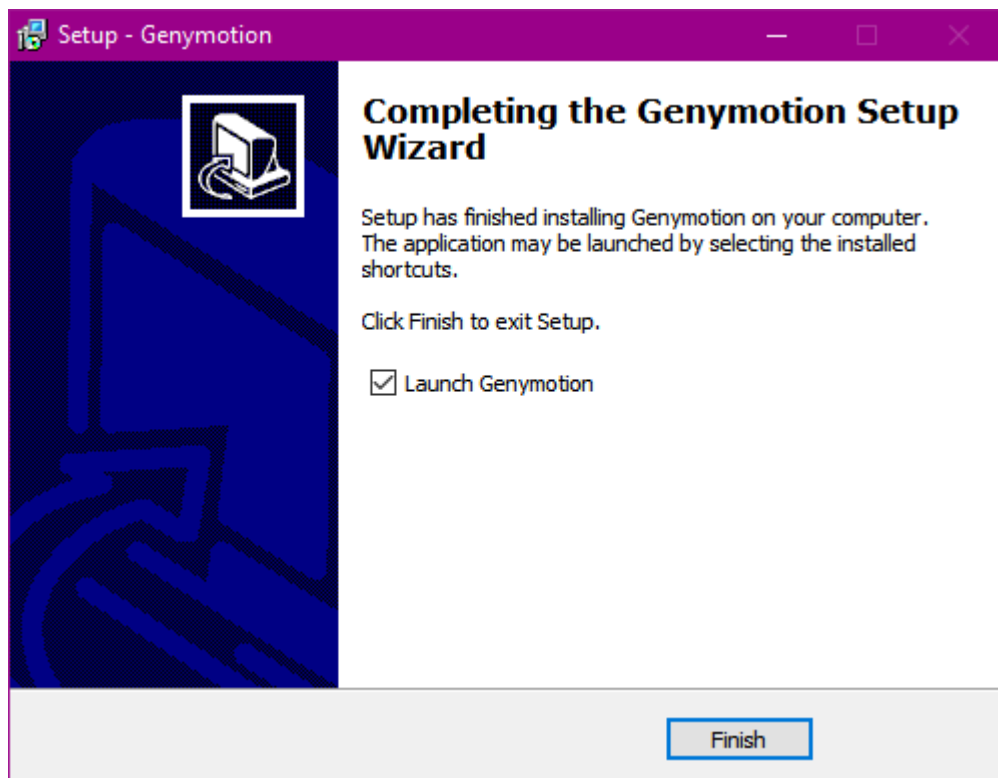 Setup - Genymotion
Completing the Genymotion Setup
Wizard
Setup has finished installing Genymotion on your computer.
The application may be launched by selecting the installed
shortcuts.
Click Finish to exit Setup.
Launch Genymotion
Finish